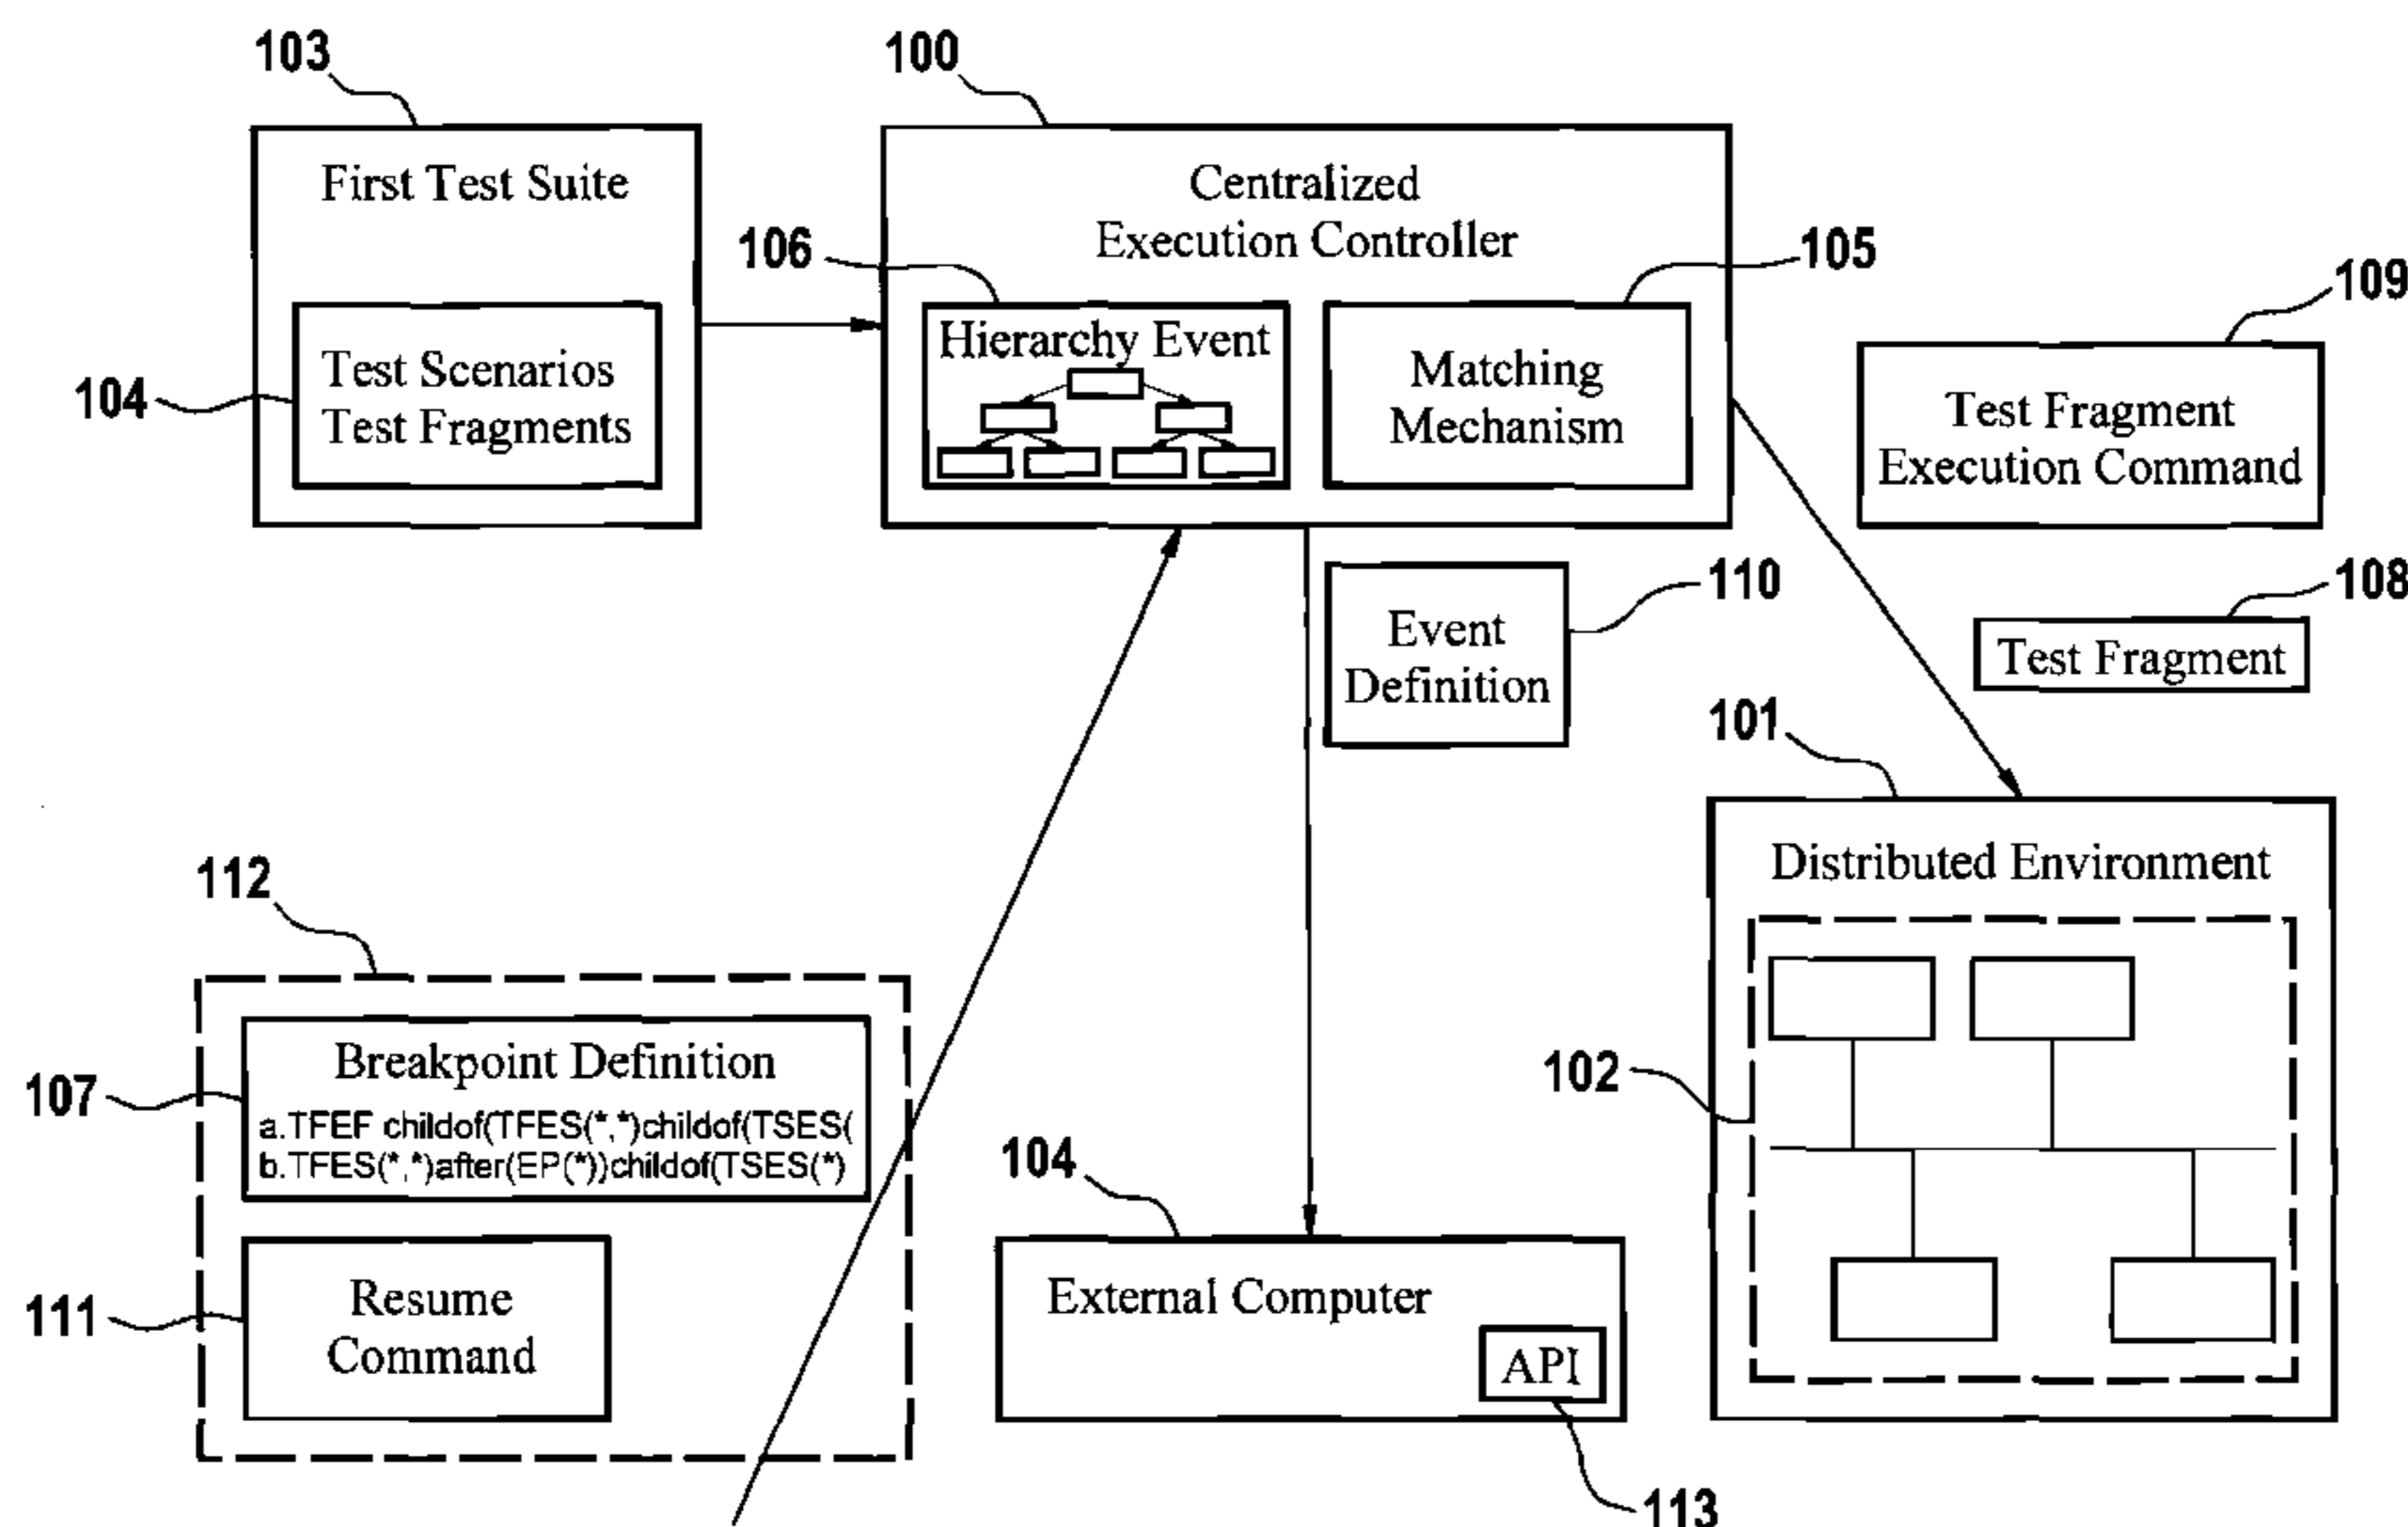 103
First Test Suite
104
Test Scenarios
Test Fragments
100
Centralized
Execution Controller
106
Hierarchy Event
105
Matching
Mechanism
109
Test Fragment
Execution Command
108
Test Fragment
110
Event
Definition
101
Distributed Environment
102
112
107
Breakpoint Definition
a.TFEF childof(TFES(*,*)childof(TSES(
b.TFES(*,*)after(EP(*))childof(TSES(*)
111
Resume
Command
104
External Computer
API
113